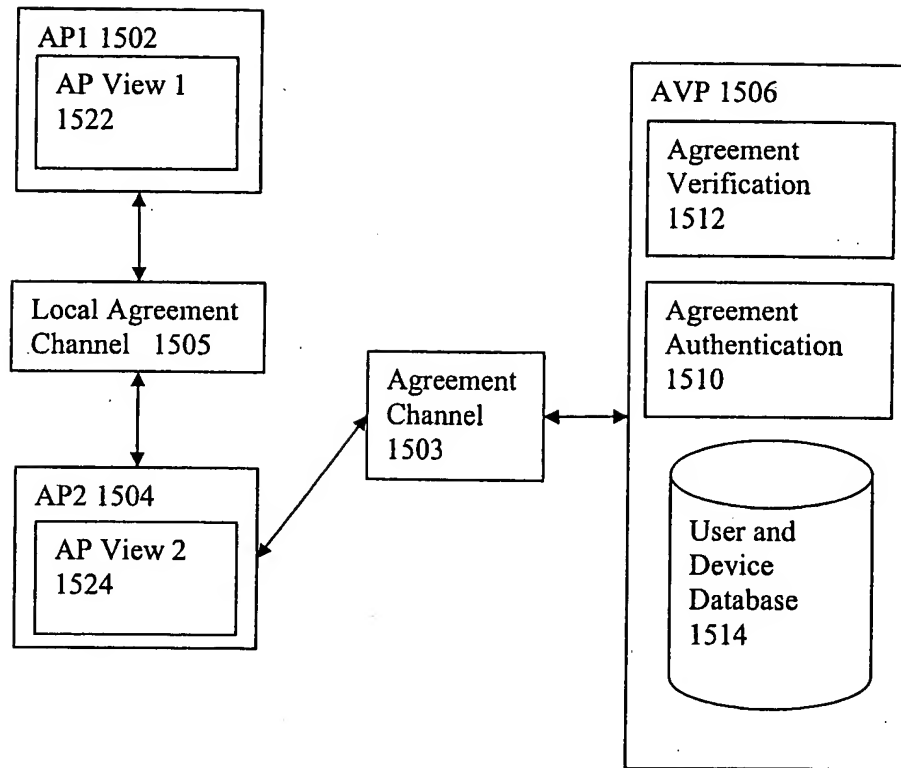 AP1 1502
AP View 1
1522
Local Agreement
Channel 1505
AP2 1504
AP View 2
1524
Agreement
Channel
1503
AVP 1506
Agreement
Verification
1512
Agreement
Authentication
1510
User and
Device
Database
1514